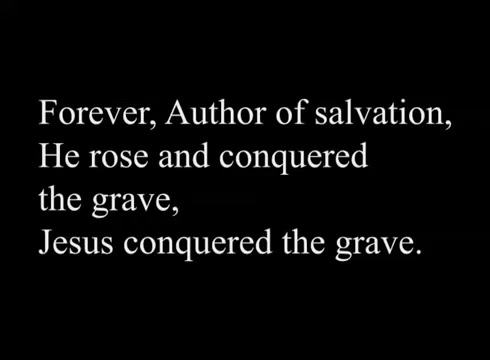 Forever, Author of salvation,
He rose and conquered
the grave,
Jesus conquered the grave.